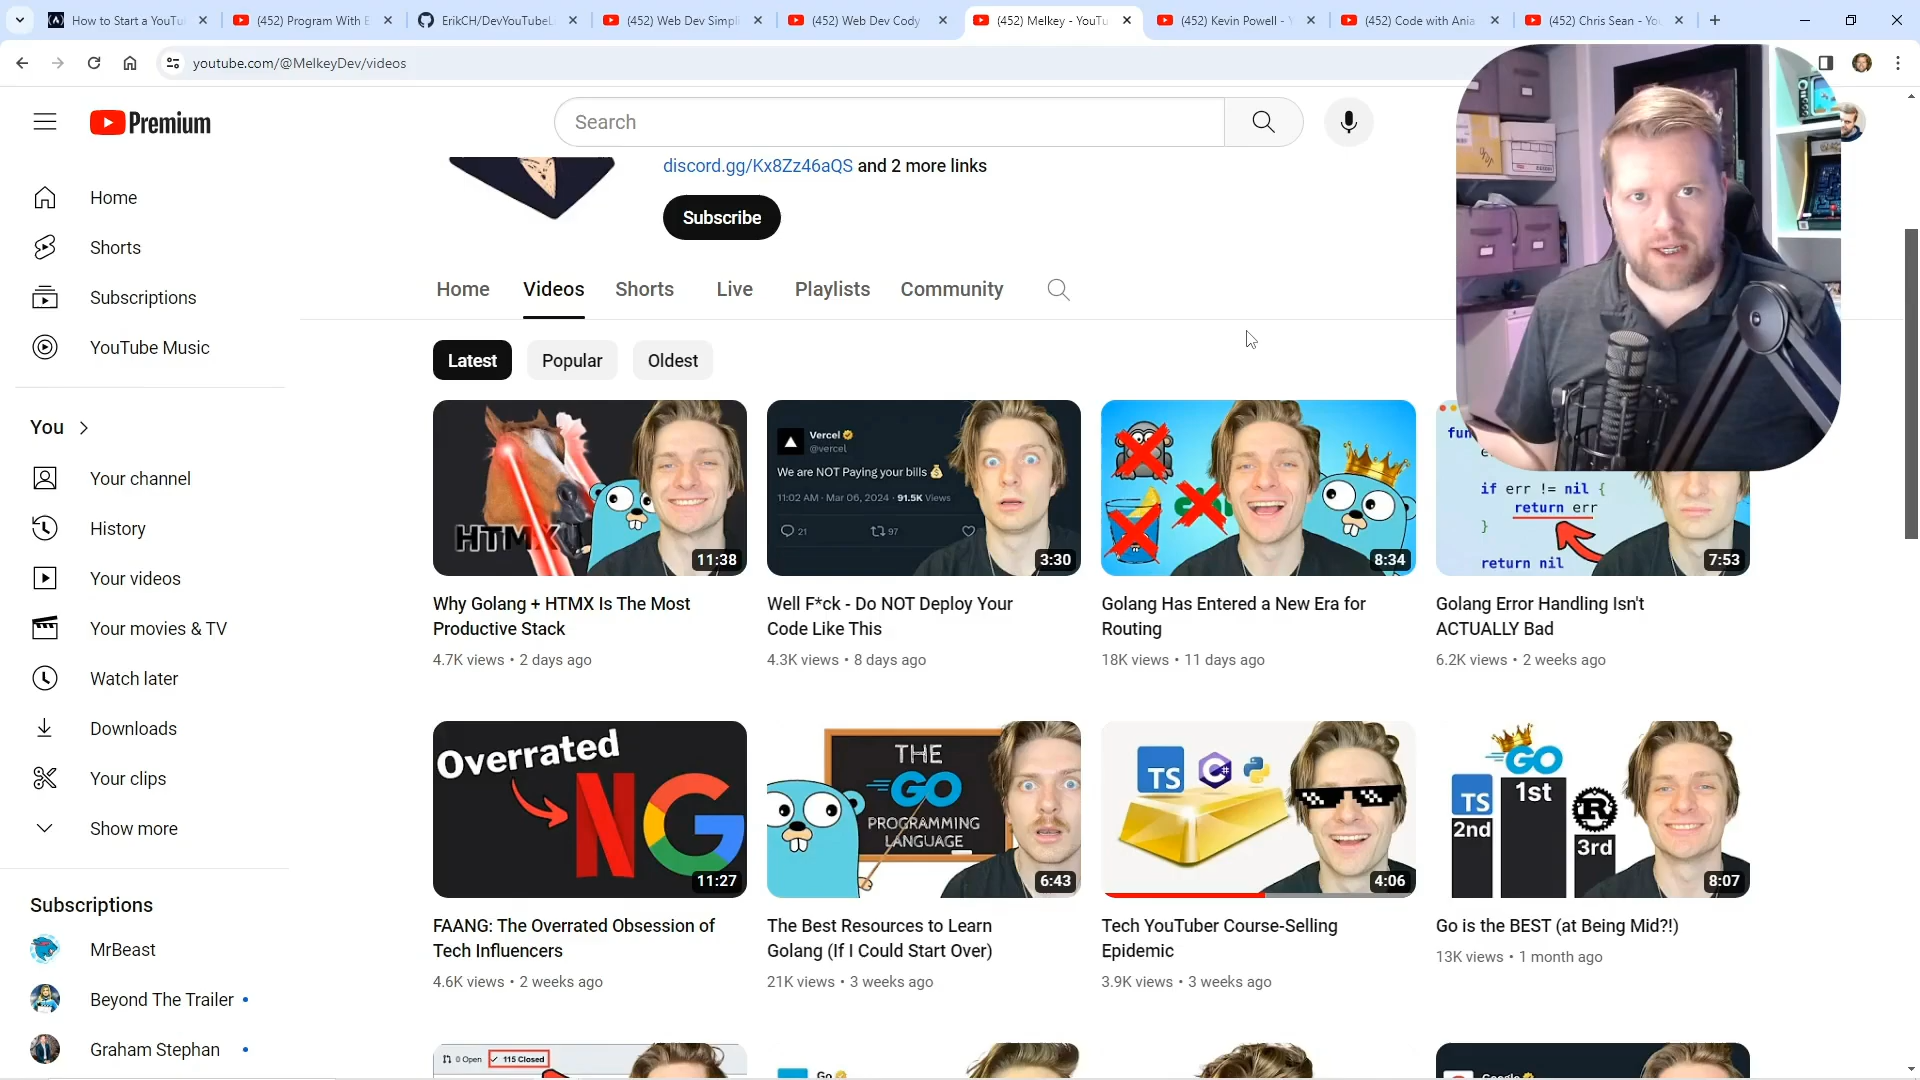 How to Start a YouTu
(452) Program With E
ErikCH/DevYouTubeL
(452) Web Dev Simpli
(452) Web Dev Cody
(452) Melkey - YouTu
(452) Kevin Powell - Y
(452) Code with Ania
(452) Chris Sean - You
youtube.com/@MelkeyDev/videos
Premium
Search
discord.gg/Kx8Zz46aQS and 2 more links
Subscribe
Home
Shorts
Subscriptions
YouTube Music
You
Your channel
History
Your videos
Your movies & TV
Watch later
Downloads
Your clips
Show more
Subscriptions
MrBeast
Beyond The Trailer
Graham Stephan
Home Videos Shorts Live Playlists Community
Latest Popular Oldest
HTMX
11:38
Why Golang + HTMX Is The Most
Productive Stack
4.7K views • 2 days ago
Vercel
@vercel
We are NOT Paying your bills
11:02 AM · Mar 06, 2024 · 91.5K Views
21 97
3:30
Well F*ck - Do NOT Deploy Your
Code Like This
4.3K views • 8 days ago
8:34
Golang Has Entered a New Era for
Routing
18K views • 11 days ago
if err != nil {
return err
}
return nil
7:53
Golang Error Handling Isn't
ACTUALLY Bad
6.2K views • 2 weeks ago
Overrated
N G
11:27
FAANG: The Overrated Obsession of
Tech Influencers
4.6K views • 2 weeks ago
THE
GO
PROGRAMMING
LANGUAGE
6:43
The Best Resources to Learn
Golang (If I Could Start Over)
21K views • 3 weeks ago
TS C#
4:06
Tech YouTuber Course-Selling
Epidemic
3.9K views • 3 weeks ago
GO
1st
TS
2nd
R
3rd
8:07
Go is the BEST (at Being Mid?!)
13K views • 1 month ago
0 Open 115 Closed
Go